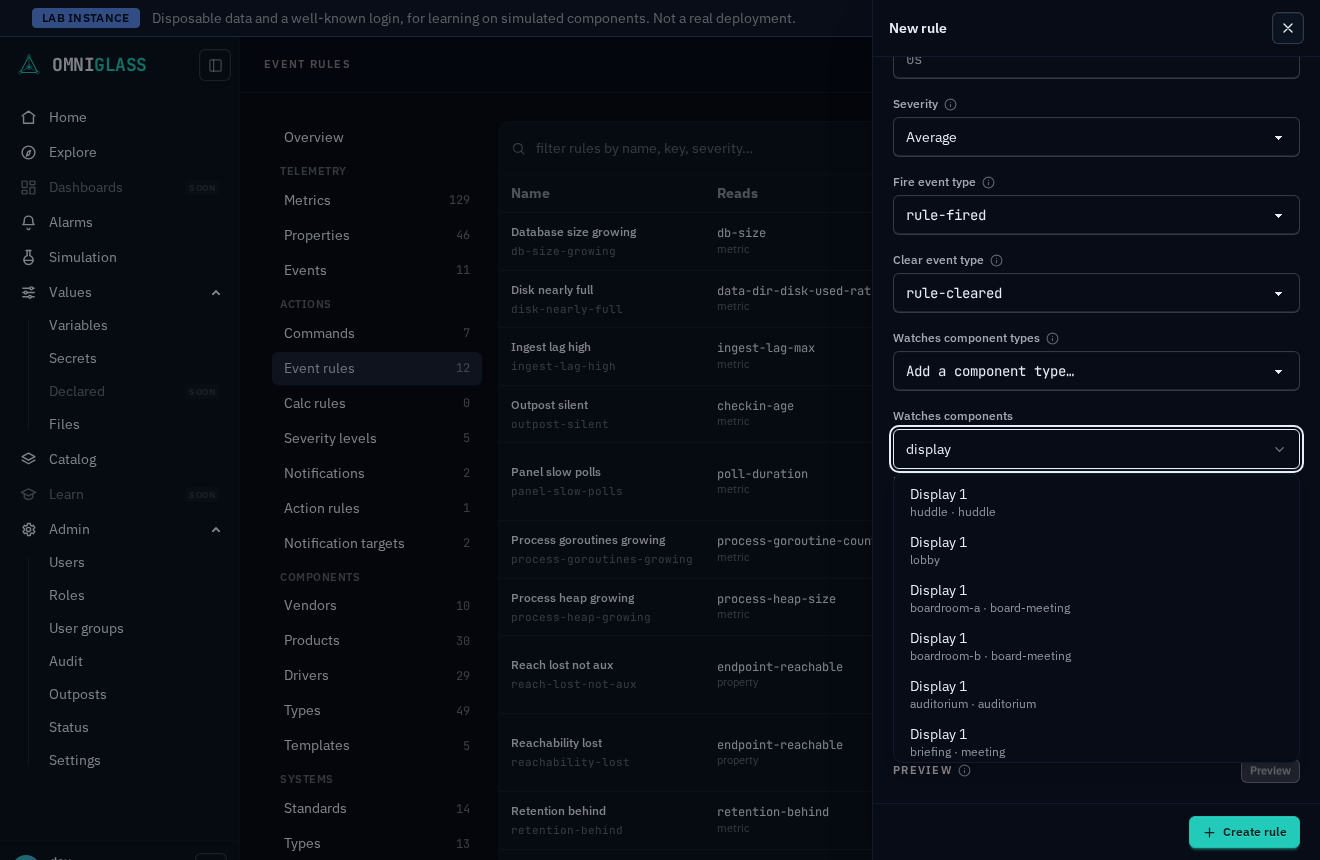 LAB INSTANCE Disposable data and a well-known login, for learning on simulated components. Not a real deployment.
OMNIGLASS
Home
Explore
Dashboards SOON
Alarms
Simulation
Values
Variables
Secrets
Declared SOON
Files
Catalog
Learn SOON
Admin
Users
Roles
User groups
Audit
Outposts
Status
Settings
EVENT RULES
Overview
TELEMETRY
Metrics 129
Properties 46
Events 11
ACTIONS
Commands 7
Event rules 12
Calc rules 0
Severity levels 5
Notifications 2
Action rules 1
Notification targets 2
COMPONENTS
Vendors 10
Products 30
Drivers 29
Types 49
Templates 5
SYSTEMS
Standards 14
Types 13
filter rules by name, key, severity…
Name Reads
Database size growing db-size
db-size-growing metric
Disk nearly full data-dir-disk-used-rat
disk-nearly-full metric
Ingest lag high ingest-lag-max
ingest-lag-high metric
Outpost silent checkin-age
outpost-silent metric
Panel slow polls poll-duration
panel-slow-polls metric
Process goroutines growing process-goroutine-coun
process-goroutines-growing metric
Process heap growing process-heap-size
process-heap-growing metric
Reach lost not aux endpoint-reachable
reach-lost-not-aux property
Reachability lost endpoint-reachable
reachability-lost property
Retention behind retention-behind
retention-behind metric
New rule
Severity
Average
Fire event type
rule-fired
Clear event type
rule-cleared
Watches component types
Add a component type…
Watches components
display
Display 1
huddle · huddle
Display 1
lobby
Display 1
boardroom-a · board-meeting
Display 1
boardroom-b · board-meeting
Display 1
auditorium · auditorium
Display 1
briefing · meeting
PREVIEW Preview
+ Create rule